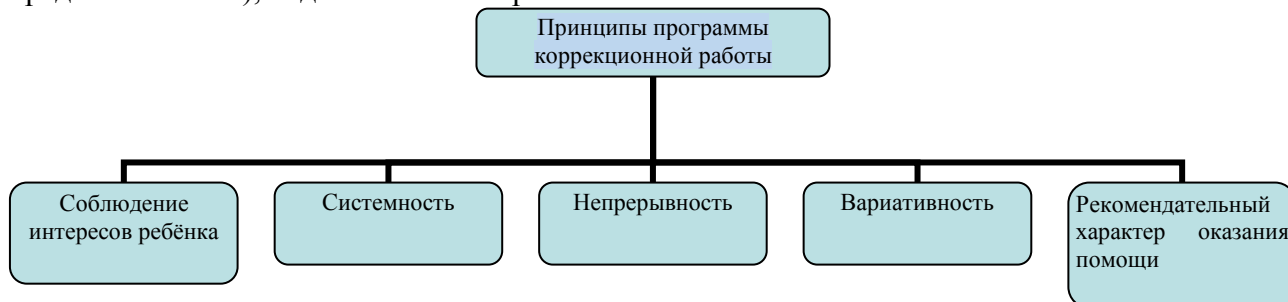 Принципы программы
коррекционной работы
Соблюдение
интересов ребёнка
Системность
Непрерывность
Вариативность
Рекомендательный
характер оказания
помощи